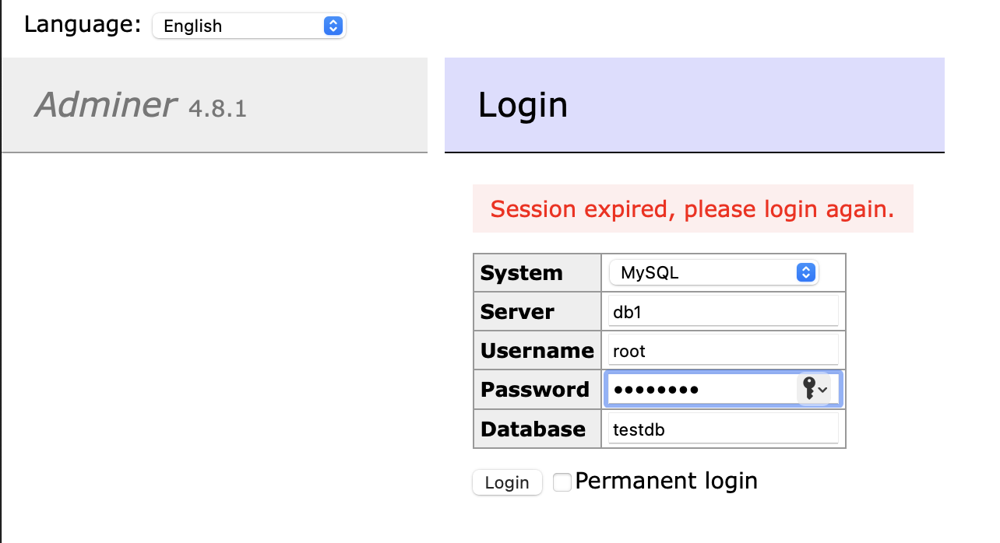 Language: English
Adminer 4.8.1
Login
Session expired, please login again.
System MySQL
Server db1
Username root
Password ••••••••
Database testdb
Login Permanent login